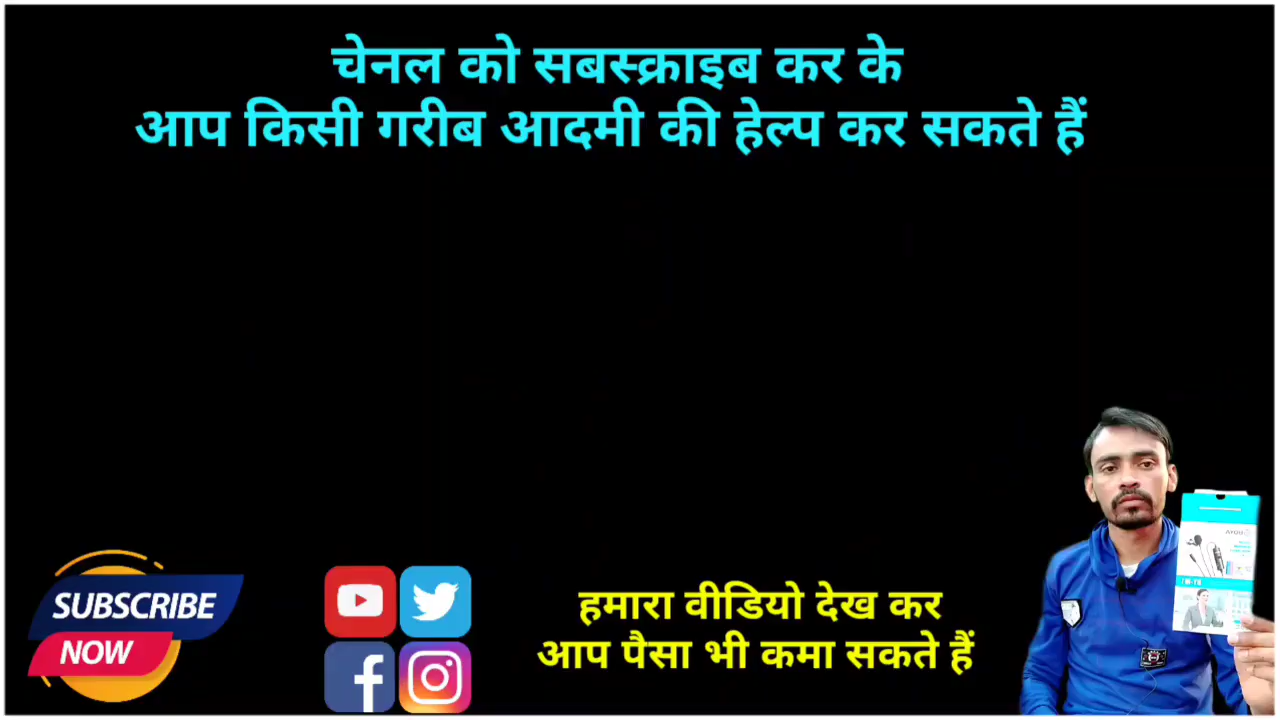 चेनल को सबस्क्राइब कर के
आप किसी गरीब आदमी की हेल्प कर सकते हैं
SUBSCRIBE
NOW
हमारा वीडियो देख कर
आप पैसा भी कमा सकते हैं